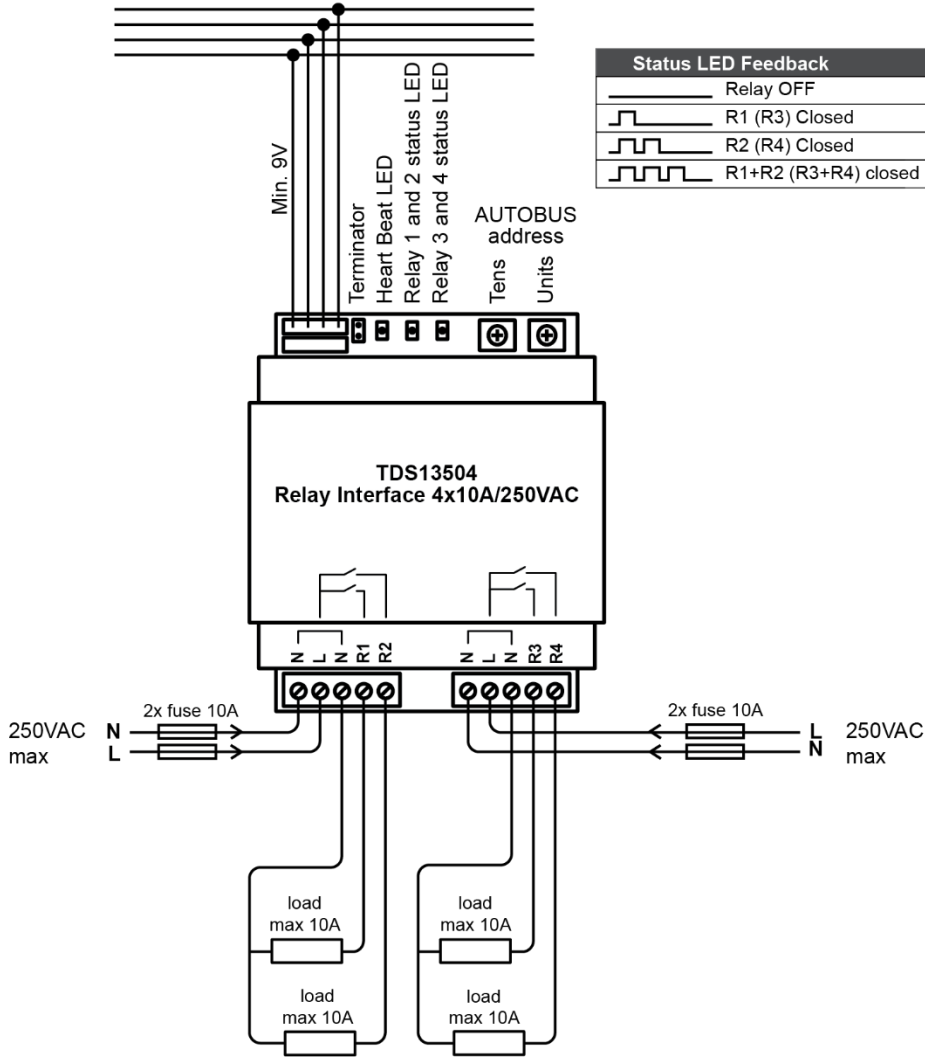 Status LED Feedback
Relay OFF
R1 (R3) Closed
R2 (R4) Closed
R1+R2 (R3+R4) closed
Min. 9V
Terminator
Heart Beat LED
Relay 1 and 2 status LED
Relay 3 and 4 status LED
AUTOBUS
address
Tens
Units
TDS13504
Relay Interface 4x10A/250VAC
N
L
N
R1
R2
N
L
N
R3
R4
250VAC
max
N
L
2x fuse 10A
2x fuse 10A
L
N
250VAC
max
load
max 10A
load
max 10A
load
max 10A
load
max 10A